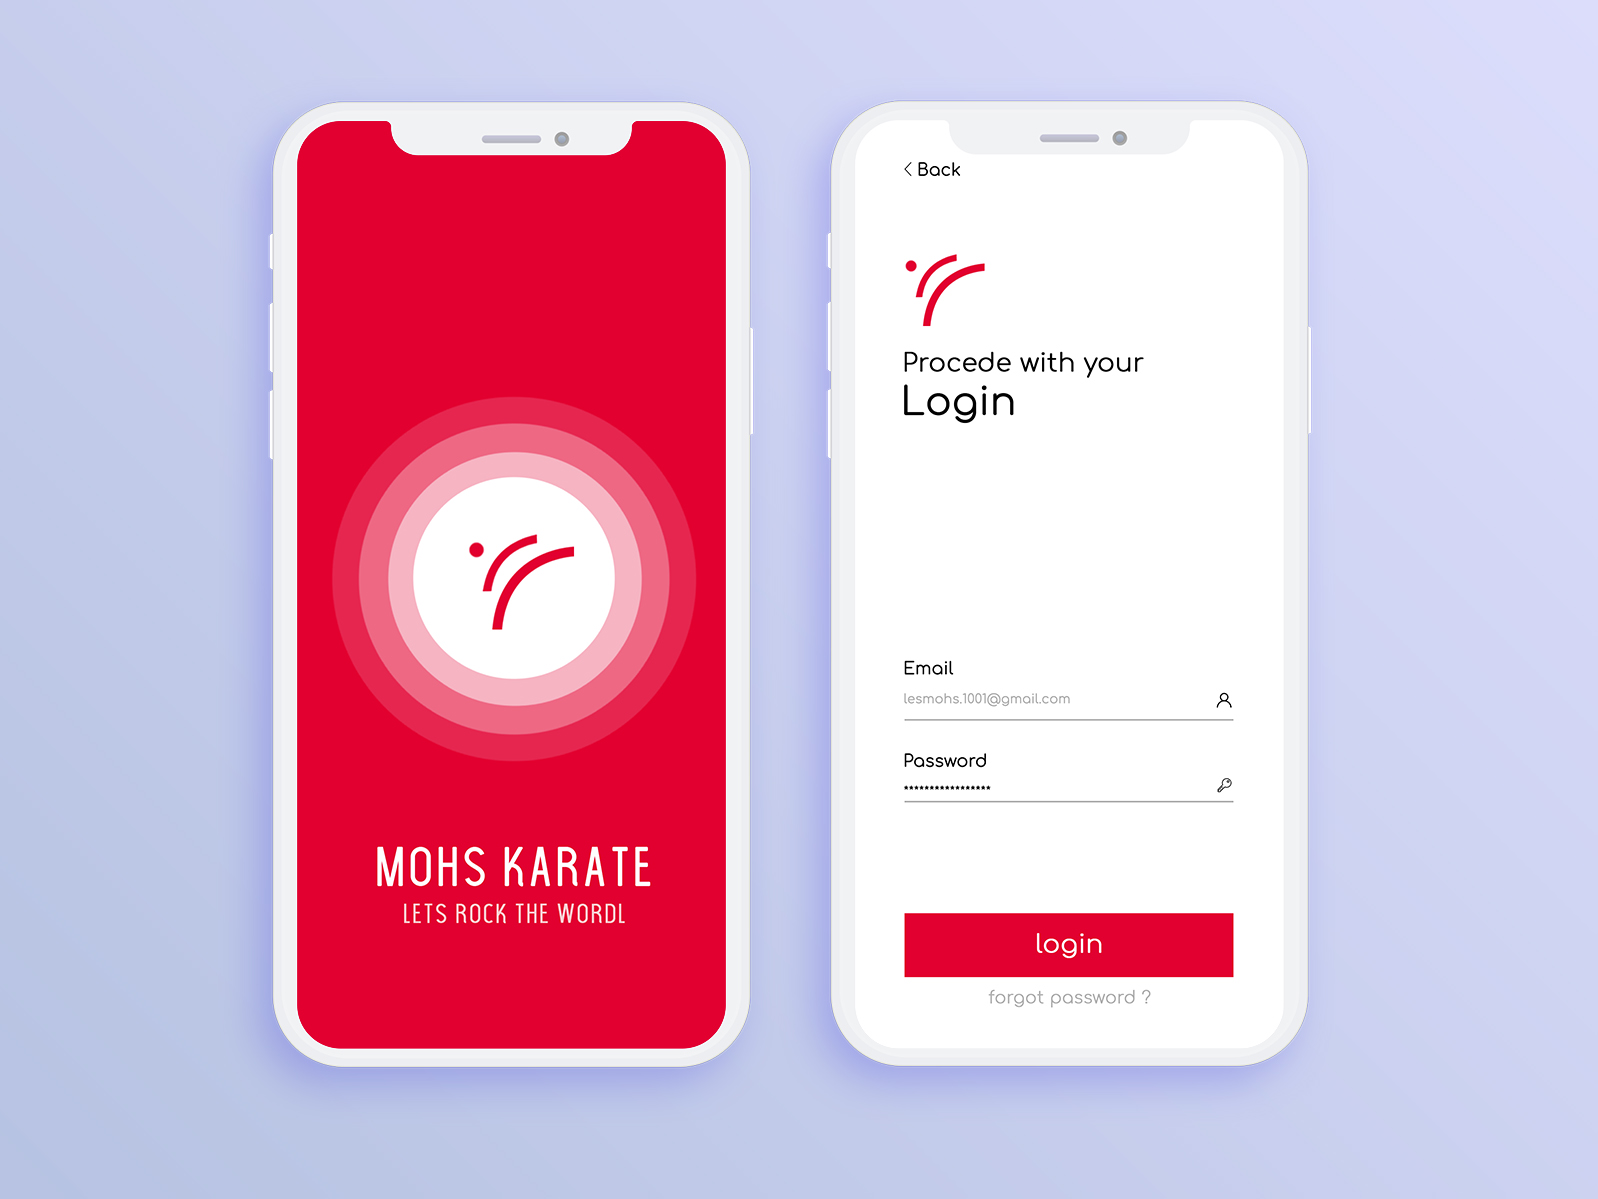 MOHS KARATE
LETS ROCK THE WORDL
Back
Procede with your
Login
Email
lesmohs.1001@gmail.com
Password
*****************
login
forgot password ?